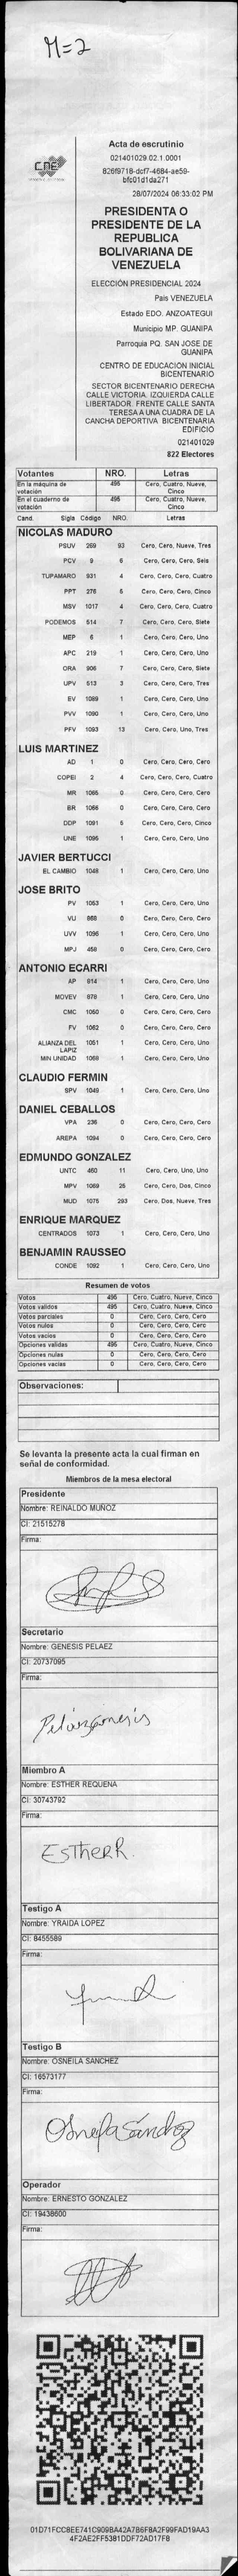 M=2
CNE
Acta de escrutinio
021401029.02.1.0001
826f9718-dcf7-4684-ae59-
bfc01d1da271
28/07/2024 06:33:02 PM
PRESIDENTA O
PRESIDENTE DE LA
REPUBLICA
BOLIVARIANA DE
VENEZUELA
ELECCIÓN PRESIDENCIAL 2024
País VENEZUELA
Estado EDO. ANZOATEGUI
Municipio MP. GUANIPA
Parroquia PQ. SAN JOSE DE
GUANIPA
CENTRO DE EDUCACIÓN INICIAL
BICENTENARIO
SECTOR BICENTENARIO DERECHA
CALLE VICTORIA. IZQUIERDA CALLE
LIBERTADOR. FRENTE CALLE SANTA
TERESA A UNA CUADRA DE LA
CANCHA DEPORTIVA BICENTENARIA
EDIFICIO
021401029
822 Electores
Votantes NRO. Letras
En la máquina de votación 495 Cero, Cuatro, Nueve, Cinco
En el cuaderno de votación 495 Cero, Cuatro, Nueve, Cinco
Cand. Sigla Código NRO. Letras
NICOLAS MADURO
PSUV 269 93 Cero, Cero, Nueve, Tres
PCV 9 6 Cero, Cero, Cero, Seis
TUPAMARO 931 4 Cero, Cero, Cero, Cuatro
PPT 276 5 Cero, Cero, Cero, Cinco
MSV 1017 4 Cero, Cero, Cero, Cuatro
PODEMOS 514 7 Cero, Cero, Cero, Siete
MEP 6 1 Cero, Cero, Cero, Uno
APC 219 1 Cero, Cero, Cero, Uno
ORA 906 7 Cero, Cero, Cero, Siete
UPV 513 3 Cero, Cero, Cero, Tres
EV 1089 1 Cero, Cero, Cero, Uno
PVV 1090 1 Cero, Cero, Cero, Uno
PFV 1093 13 Cero, Cero, Uno, Tres
LUIS MARTINEZ
AD 1 0 Cero, Cero, Cero, Cero
COPEI 2 4 Cero, Cero, Cero, Cuatro
MR 1065 0 Cero, Cero, Cero, Cero
BR 1066 0 Cero, Cero, Cero, Cero
DDP 1091 5 Cero, Cero, Cero, Cinco
UNE 1095 1 Cero, Cero, Cero, Uno
JAVIER BERTUCCI
EL CAMBIO 1048 1 Cero, Cero, Cero, Uno
JOSE BRITO
PV 1053 1 Cero, Cero, Cero, Uno
VU 868 0 Cero, Cero, Cero, Cero
UVV 1096 1 Cero, Cero, Cero, Uno
MPJ 458 0 Cero, Cero, Cero, Cero
ANTONIO ECARRI
AP 614 1 Cero, Cero, Cero, Uno
MOVEV 878 1 Cero, Cero, Cero, Uno
CMC 1050 0 Cero, Cero, Cero, Cero
FV 1062 0 Cero, Cero, Cero, Cero
ALIANZA DEL LAPIZ 1051 1 Cero, Cero, Cero, Uno
MIN UNIDAD 1068 1 Cero, Cero, Cero, Uno
CLAUDIO FERMIN
SPV 1049 1 Cero, Cero, Cero, Uno
DANIEL CEBALLOS
VPA 236 0 Cero, Cero, Cero, Cero
AREPA 1094 0 Cero, Cero, Cero, Cero
EDMUNDO GONZALEZ
UNTC 460 11 Cero, Cero, Uno, Uno
MPV 1069 26 Cero, Cero, Dos, Cinco
MUD 1075 293 Cero, Dos, Nueve, Tres
ENRIQUE MARQUEZ
CENTRADOS 1073 1 Cero, Cero, Cero, Uno
BENJAMIN RAUSSEO
CONDE 1092 1 Cero, Cero, Cero, Uno
Resumen de votos
Votos 495 Cero, Cuatro, Nueve, Cinco
Votos validos 495 Cero, Cuatro, Nueve, Cinco
Votos parciales 0 Cero, Cero, Cero, Cero
Votos nulos 0 Cero, Cero, Cero, Cero
Votos vacios 0 Cero, Cero, Cero, Cero
Opciones validas 495 Cero, Cuatro, Nueve, Cinco
Opciones nulas 0 Cero, Cero, Cero, Cero
Opciones vacias 0 Cero, Cero, Cero, Cero
Observaciones:
Se levanta la presente acta la cual firman en
señal de conformidad.
Miembros de la mesa electoral
Presidente
Nombre: REINALDO MUÑOZ
CI: 21515278
Firma:
Secretario
Nombre: GENESIS PELAEZ
CI: 20737095
Firma:
Pelaezgenesis
Miembro A
Nombre: ESTHER REQUENA
CI: 30743792
Firma:
EstheR R.
Testigo A
Nombre: YRAIDA LOPEZ
CI: 8455589
Firma:
Testigo B
Nombre: OSNEILA SANCHEZ
CI: 16573177
Firma:
Osneila Sánchez
Operador
Nombre: ERNESTO GONZALEZ
CI: 19438600
Firma:
01D71FCC8EE741C909BA42A7B5F8A2F99FAD19AA3
4F2AE2FF5381DDF72AD17F8